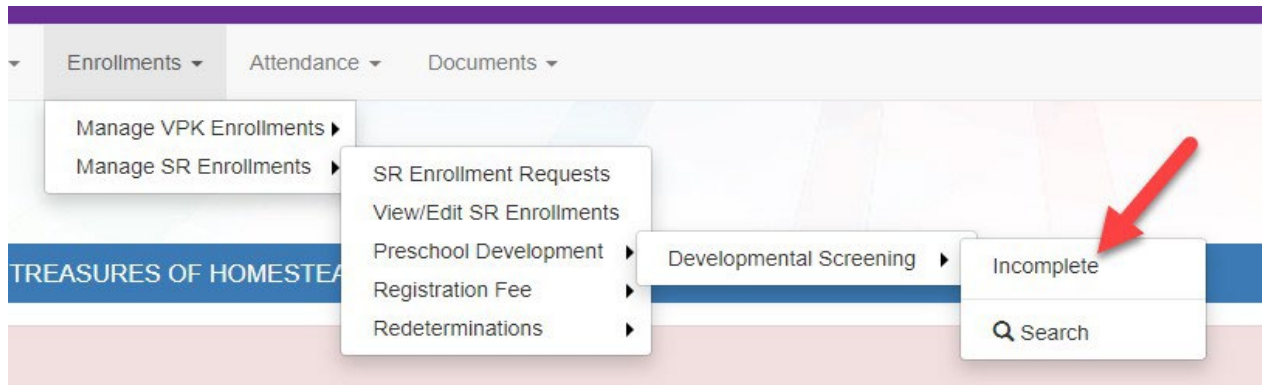 Enrollments
Attendance
Documents
Manage VPK Enrollments
Manage SR Enrollments
SR Enrollment Requests
View/Edit SR Enrollments
Preschool Development
Registration Fee
Redeterminations
Developmental Screening
Incomplete
Search
TREASURES OF